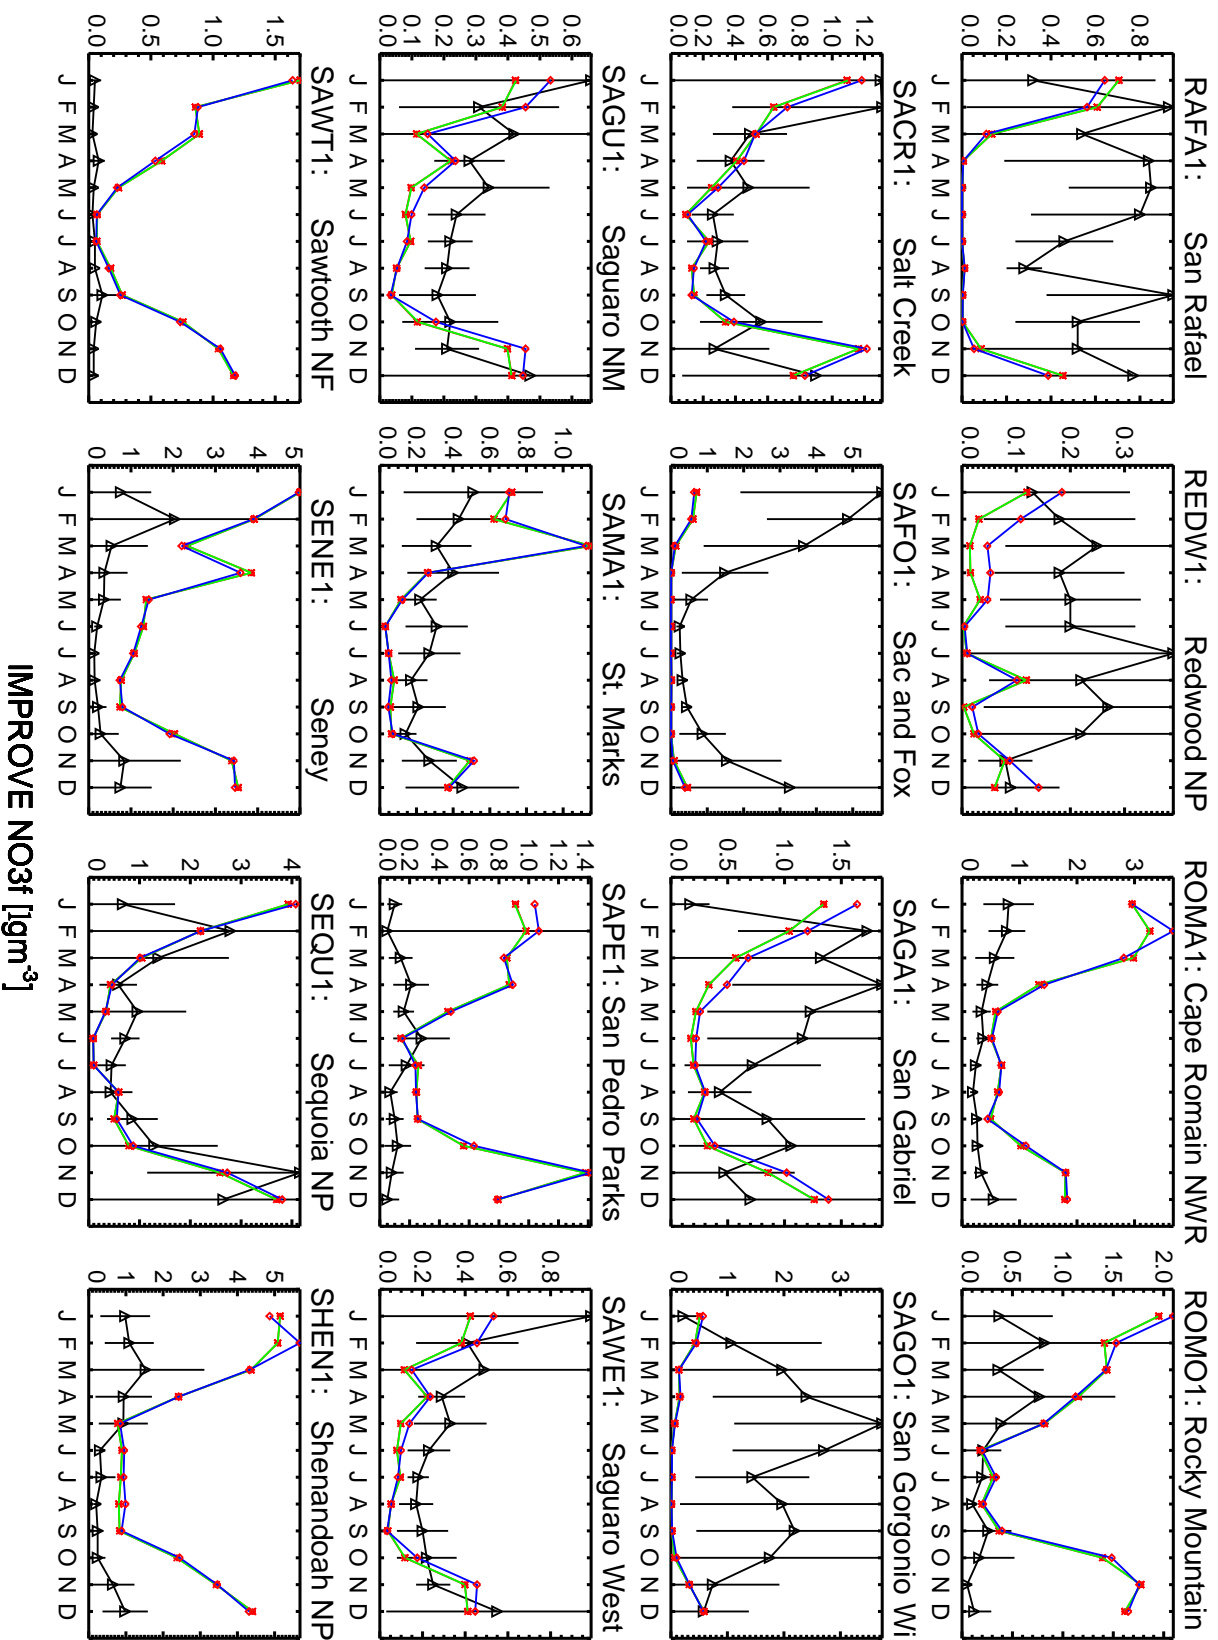 RAFA1: San Rafael
0.8
0.6
0.4
0.2
0.0
J F M A M J J A S O N D
REDW1: Redwood NP
0.3
0.2
0.1
0.0
J F M A M J J A S O N D
ROMA1: Cape Romain NWR
3
2
1
0
J F M A M J J A S O N D
ROMO1: Rocky Mountain
2.0
1.5
1.0
0.5
0.0
J F M A M J J A S O N D
SACR1: Salt Creek
1.2
1.0
0.8
0.6
0.4
0.2
0.0
J F M A M J J A S O N D
SAFO1: Sac and Fox
5
4
3
2
1
0
J F M A M J J A S O N D
SAGA1: San Gabriel
1.5
1.0
0.5
0.0
J F M A M J J A S O N D
SAGO1: San Gorgonio Wi
3
2
1
0
J F M A M J J A S O N D
SAGU1: Saguaro NM
0.6
0.5
0.4
0.3
0.2
0.1
0.0
J F M A M J J A S O N D
SAMA1: St. Marks
1.0
0.8
0.6
0.4
0.2
0.0
J F M A M J J A S O N D
SAPE1: San Pedro Parks
1.4
1.2
1.0
0.8
0.6
0.4
0.2
0.0
J F M A M J J A S O N D
SAWE1: Saguaro West
0.8
0.6
0.4
0.2
0.0
J F M A M J J A S O N D
SAWT1: Sawtooth NF
1.5
1.0
0.5
0.0
J F M A M J J A S O N D
SENE1: Seney
5
4
3
2
1
0
J F M A M J J A S O N D
SEQU1: Sequoia NP
4
3
2
1
0
J F M A M J J A S O N D
SHEN1: Shenandoah NP
5
4
3
2
1
0
J F M A M J J A S O N D
IMPROVE NO3f [1gm-3]